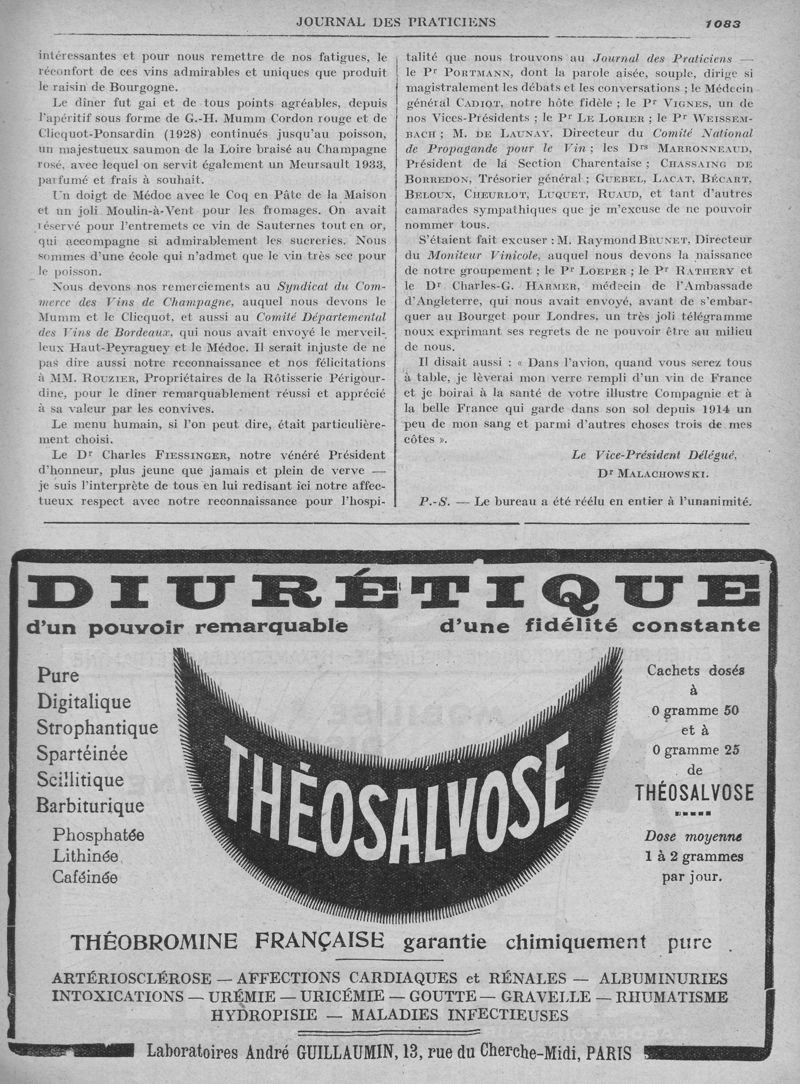 JOURNAL DES PRATICIENS
1083
intéressantes et pour nous remettre de nos fatigues, le
réconfort de ces vins admirables et uniques que produit
le raisin de Bourgogne.
Le dîner fut gai et de tous points agréables, depuis
l'apéritif sous forme de G.-H. Mumm Cordon rouge et de
Clicquot-Ponsardin (1928) continués jusqu'au poisson,
un majestueux saumon de la Loire braisé au Champagne
rosé, avec lequel on servit également un Meursault 1933,
parfumé et frais à souhait.
Un doigt de Médoc avec le Coq en Pâte de la Maison
et un joli Moulin-à-Vent pour les fromages. On avait
réservé pour l'entremets ce vin de Sauternes tout en or,
qui accompagne si admirablement les sucreries. Nous
sommes d'une école qui n'admet que le vin très sec pour
le poisson.
Nous devons nos remerciements au Syndicat du Com-
merce des Vins de Champagne, auquel nous devons le
Mumm et le Clicquot, et aussi au Comité Départemental
des Vins de Bordeaux, qui nous avait envoyé le merveil-
leux Haut-Peyraguey et le Médoc. Il serait injuste de ne
pas dire aussi notre reconnaissance et nos félicitations
à MM. ROUZIER, Propriétaires de la Rôtisserie Périgour-
dine, pour le dîner remarquablement réussi et apprécié
à sa valeur par les convives.
Le menu humain, si l'on peut dire, était particulière-
ment choisi.
Le Dr Charles FIESSINGER, notre vénéré Président
d'honneur, plus jeune que jamais et plein de verve —
je suis l'interprète de tous en lui redisant ici notre affec-
tueux respect avec notre reconnaissance pour l'hospi-
talité que nous trouvons au Journal des Praticiens —
le Pr PORTMANN, dont la parole aisée, souple, dirige si
magistralement les débats et les conversations ; le Médecin
général CADIOT, notre hôte fidèle ; le Pr VIGNES, un de
nos Vices-Présidents ; le Pr LE LORIER ; le Pr WEISSEM-
BACH ; M. DE LAUNAY, Directeur du Comité National
de Propagande pour le Vin ; les Drs MARRONNEAUD,
Président de la Section Charentaise ; CHASSAING DE
BORREDON, Trésorier général ; GUEBEL, LACAT, BÉCART,
BELOUX, CHEURLOT, LUQUET, RUAUD, et tant d'autres
camarades sympathiques que je m'excuse de ne pouvoir
nommer tous.
S'étaient fait excuser : M. Raymond BRUNET, Directeur
du Moniteur Vinicole, auquel nous devons la naissance
de notre groupement ; le Pr LOEPER ; le Pr RATHERY et
le Dr Charles-G. HARMER, médecin de l'Ambassade
d'Angleterre, qui nous avait envoyé, avant de s'embar-
quer au Bourget pour Londres, un très joli télégramme
noux exprimant ses regrets de ne pouvoir être au milieu
de nous.
Il disait aussi : « Dans l'avion, quand vous serez tous
à table, je lèverai mon verre rempli d'un vin de France
et je boirai à la santé de votre illustre Compagnie et à
la belle France qui garde dans son sol depuis 1914 un
peu de mon sang et parmi d'autres choses trois de mes
côtes ».
Le Vice-Président Délégué,
Dr MALACHOWSKI.
P.-S. — Le bureau a été réélu en entier à l'unanimité.
DIURÉTIQUE
d'un pouvoir remarquable d'une fidélité constante
Pure
Digitalique
Strophantique
Spartéinée
Scillitique
Barbiturique
Phosphatée
Lithinée
Caféinée
THÉOSALVOSE
Cachets dosés
à
0 gramme 50
et à
0 gramme 25
de
THÉOSALVOSE
Dose moyenne
1 à 2 grammes
par jour.
THÉOBROMINE FRANÇAISE garantie chimiquement pure
ARTÉRIOSCLÉROSE — AFFECTIONS CARDIAQUES et RÉNALES — ALBUMINURIES
INTOXICATIONS — URÉMIE — URICÉMIE — GOUTTE — GRAVELLE — RHUMATISME
HYDROPISIE — MALADIES INFECTIEUSES
Laboratoires André GUILLAUMIN, 13, rue du Cherche-Midi, PARIS